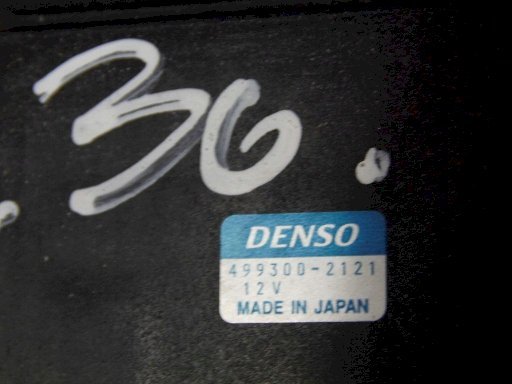 .36.
DENSO
499300-2121
12V
MADE IN JAPAN